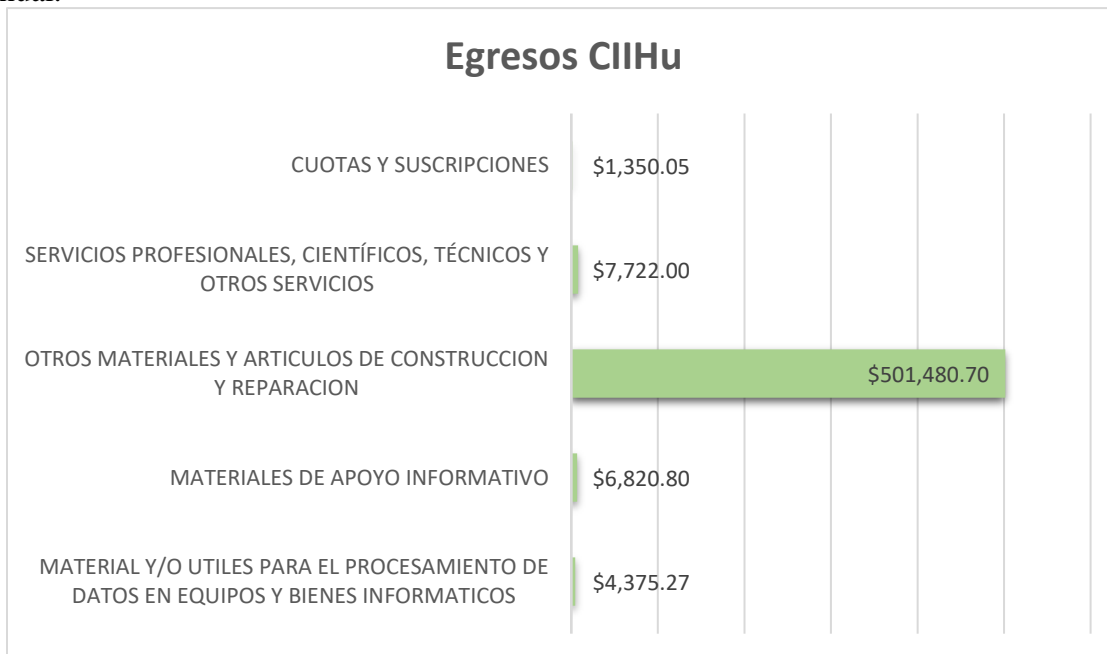 Egresos CIIHu
CUOTAS Y SUSCRIPCIONES
$1,350.05
SERVICIOS PROFESIONALES, CIENTÍFICOS, TÉCNICOS Y
OTROS SERVICIOS
$7,722.00
OTROS MATERIALES Y ARTICULOS DE CONSTRUCCION
Y REPARACION
$501,480.70
MATERIALES DE APOYO INFORMATIVO
$6,820.80
MATERIAL Y/O UTILES PARA EL PROCESAMIENTO DE
DATOS EN EQUIPOS Y BIENES INFORMATICOS
$4,375.27